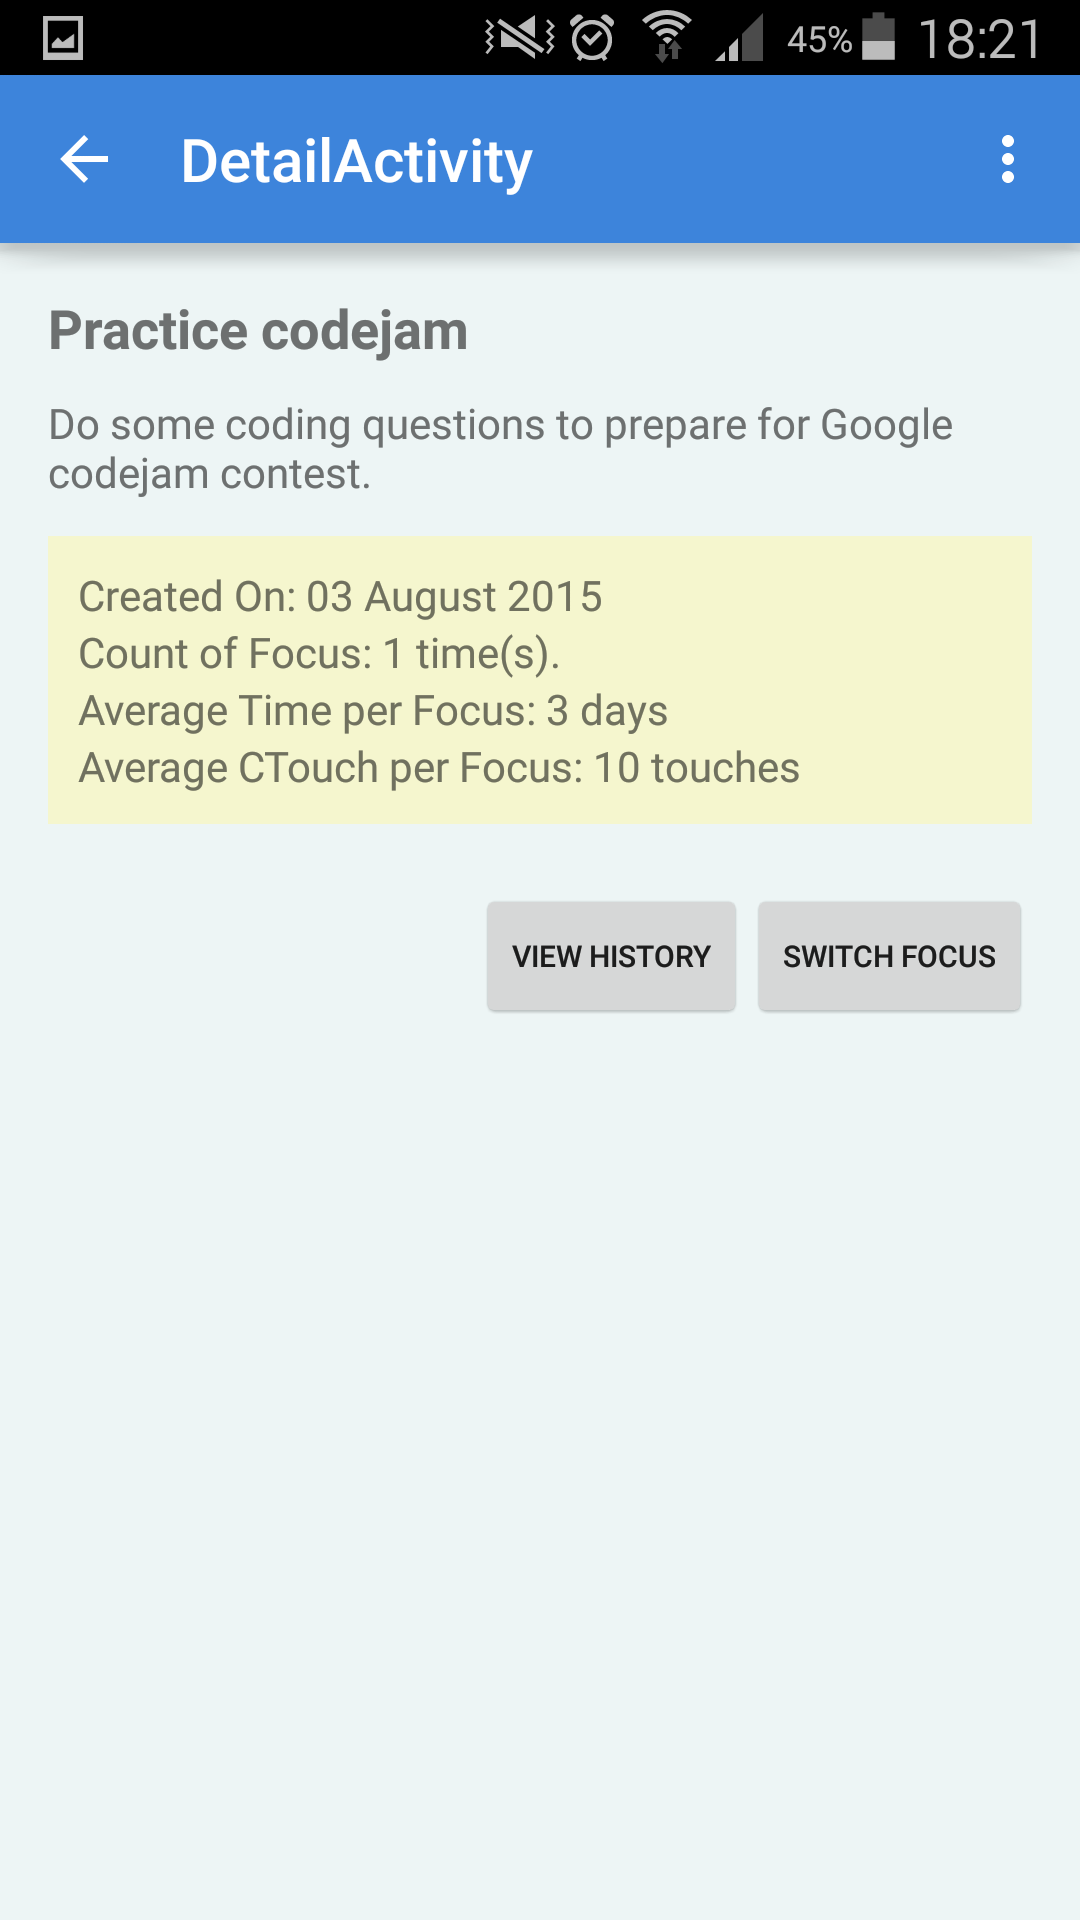 45% 18:21
DetailActivity
Practice codejam
Do some coding questions to prepare for Google
codejam contest.
Created On: 03 August 2015
Count of Focus: 1 time(s).
Average Time per Focus: 3 days
Average CTouch per Focus: 10 touches
VIEW HISTORY SWITCH FOCUS